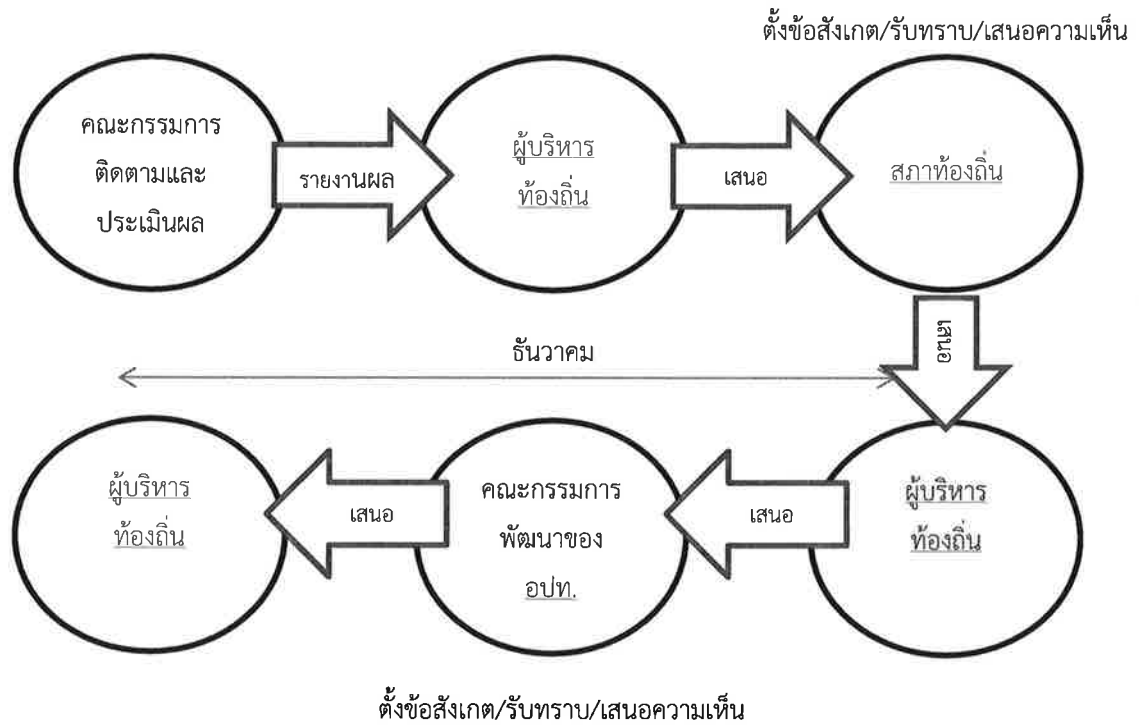 ตั้งข้อสังเกต/รับทราบ/เสนอความเห็น
คณะกรรมการ
ติดตามและ
ประเมินผล
รายงานผล
ผู้บริหาร
ท้องถิ่น
เสนอ
สภาท้องถิ่น
เสนอ
ธันวาคม
ผู้บริหาร
ท้องถิ่น
เสนอ
คณะกรรมการ
พัฒนาของ
อปท.
เสนอ
ผู้บริหาร
ท้องถิ่น
ตั้งข้อสังเกต/รับทราบ/เสนอความเห็น